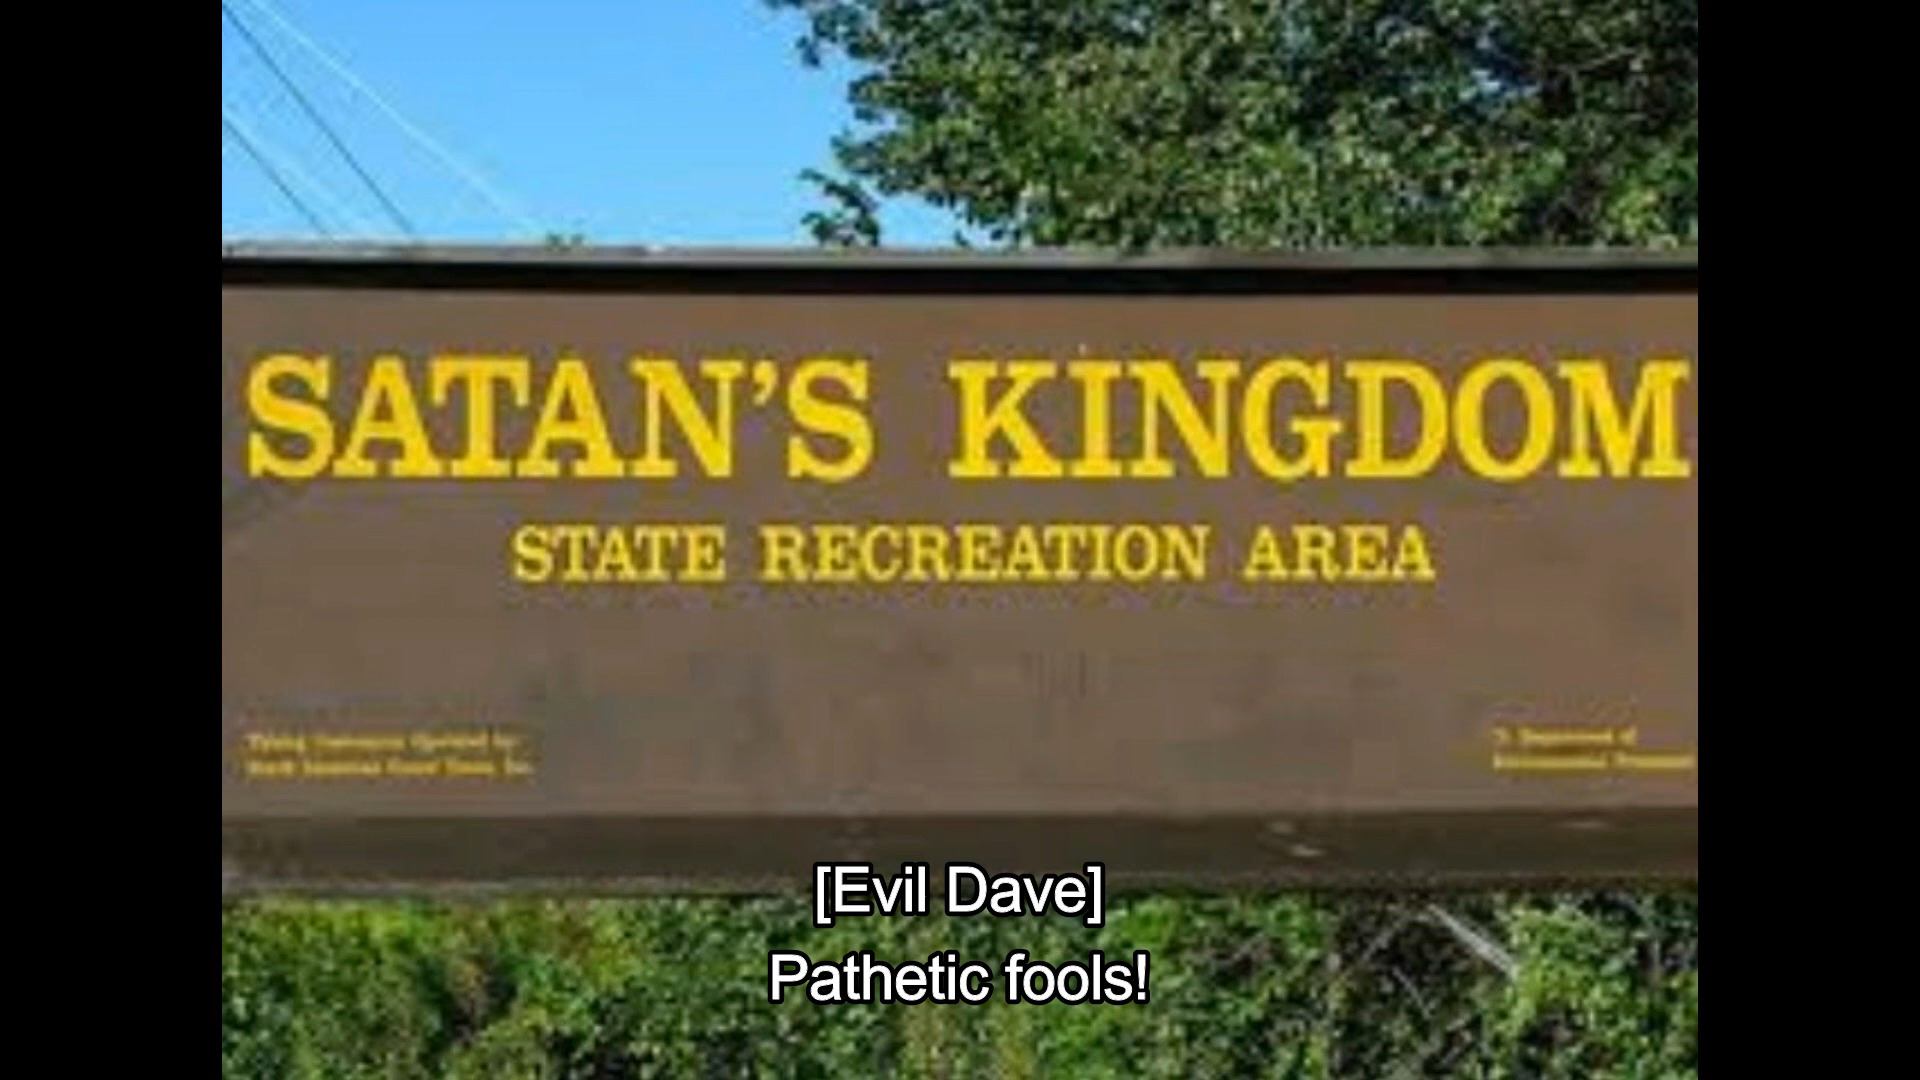 SATAN'S KINGDOM
STATE RECREATION AREA
[Evil Dave]
Pathetic fools!